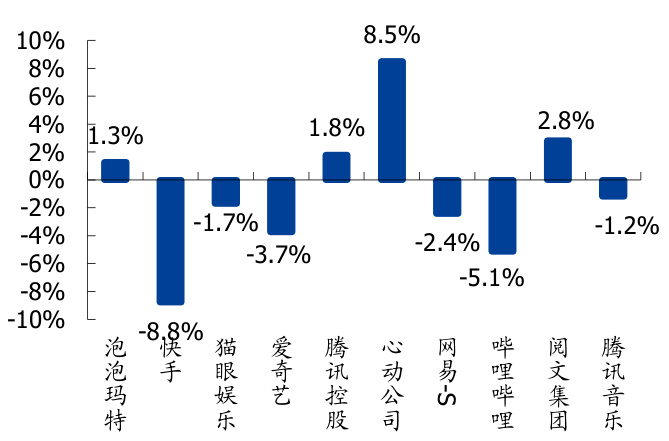 10%
8%
6%
4%
2%
0%
-2%
-4%
-6%
-8%
-10%
1.3%
-8.8%
-1.7%
-3.7%
1.8%
8.5%
-2.4%
-5.1%
2.8%
-1.2%
泡泡玛特
快手
猫眼娱乐
爱奇艺
腾讯控股
心动公司
网易-S
哔哩哔哩
阅文集团
腾讯音乐